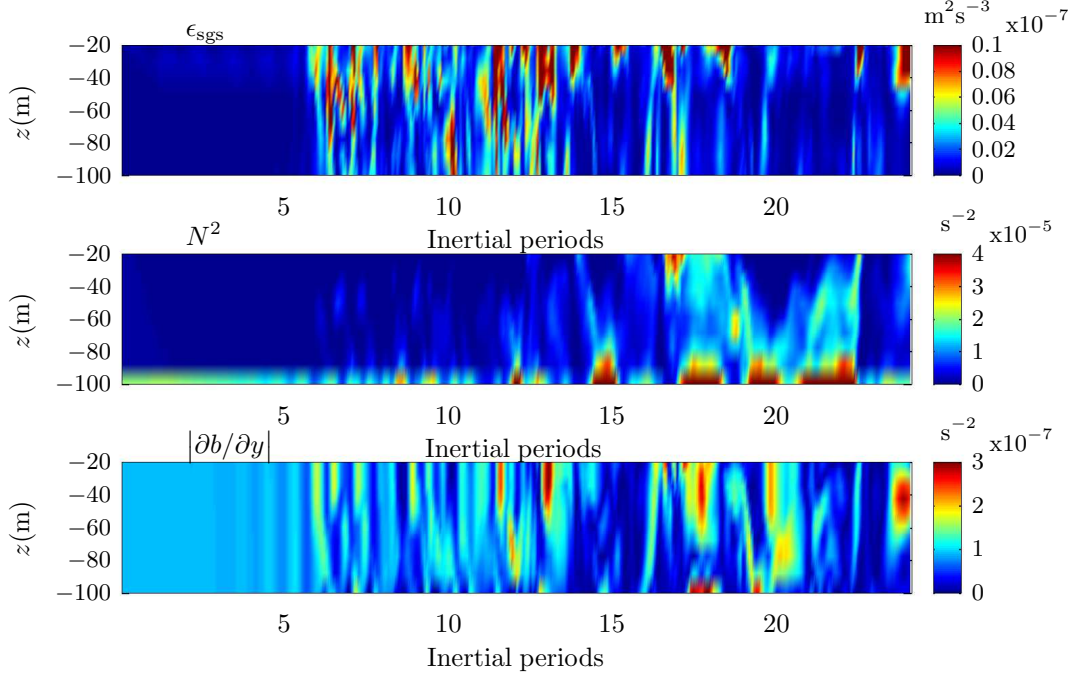 ϵsgs
m²s⁻³ x10⁻⁷
z(m)
−20
−40
−60
−80
−100
0.1
0.08
0.06
0.04
0.02
0
5 10 15 20
Inertial periods
N²
s⁻² x10⁻⁵
z(m)
−20
−40
−60
−80
−100
4
3
2
1
0
5 10 15 20
Inertial periods
|∂b/∂y|
s⁻² x10⁻⁷
z(m)
−20
−40
−60
−80
−100
3
2
1
0
5 10 15 20
Inertial periods